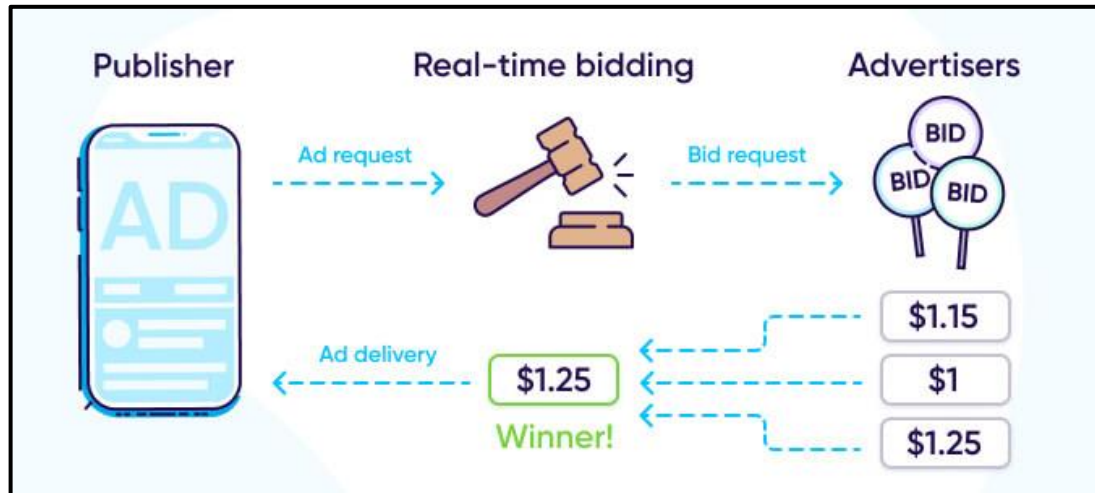 Publisher
Real-time bidding
Advertisers
Ad request
Bid request
BID
BID
BID
AD
$1.15
Ad delivery
$1.25
$1
Winner!
$1.25